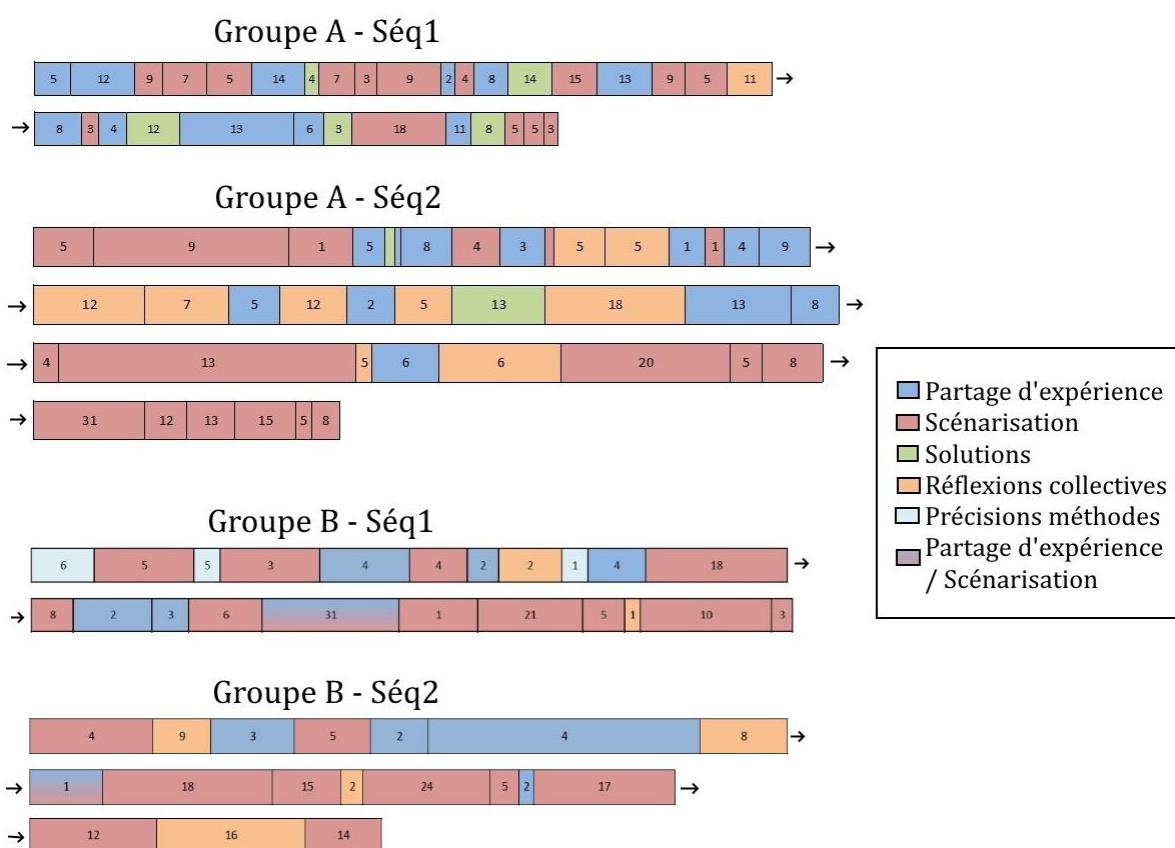 Groupe A - Séq1
5 12 9 7 5 14 4 7 3 9 2 4 8 14 15 13 9 5 11 →
→ 8 3 4 12 13 6 3 18 11 8 5 5 3
Groupe A - Séq2
5 9 1 5 8 4 3 5 5 1 1 4 9 →
→ 12 7 5 12 2 5 13 18 13 8 →
→ 4 13 5 6 6 20 5 8 →
→ 31 12 13 15 5 8
Partage d'expérience
Scénarisation
Solutions
Réflexions collectives
Précisions méthodes
Partage d'expérience
/ Scénarisation
Groupe B - Séq1
6 5 5 3 4 4 2 2 1 4 18 →
→ 8 2 3 6 31 1 21 5 1 10 3
Groupe B - Séq2
4 9 3 5 2 4 8 →
→ 1 18 15 2 24 5 2 17 →
→ 12 16 14